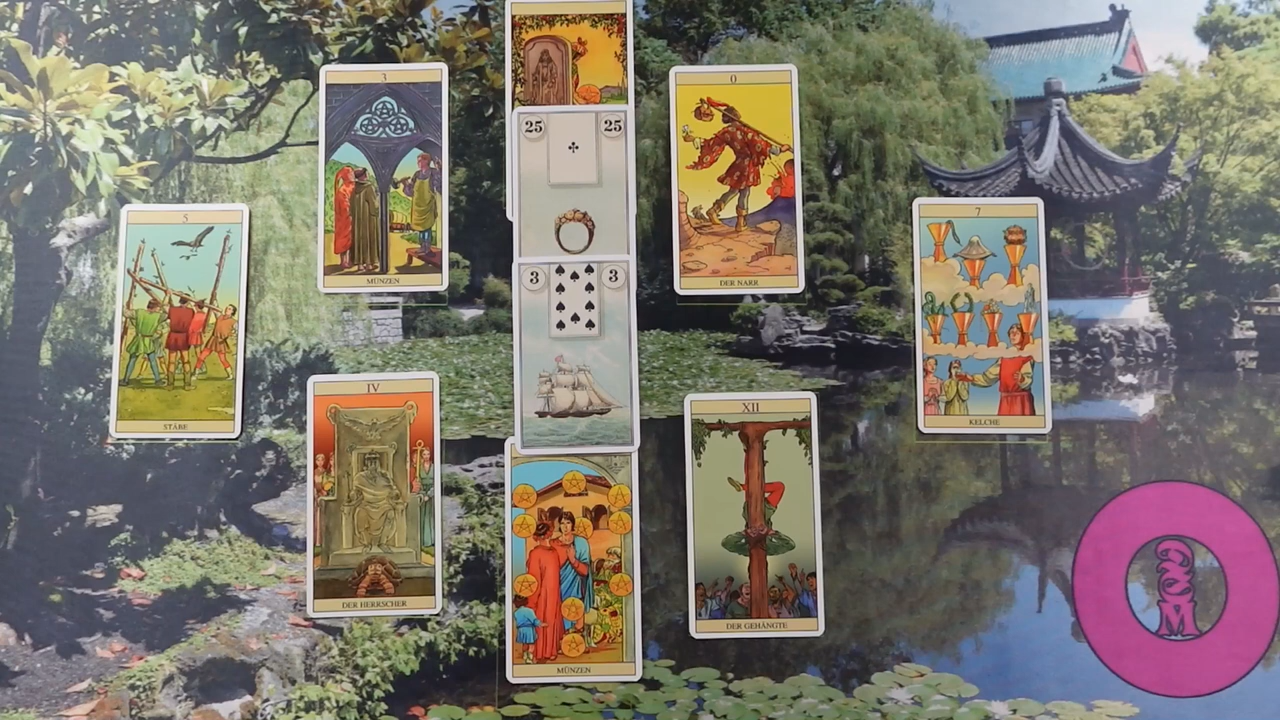 3
MÜNZEN
25 25
0
DER NARR
5
STÄBE
7
KELCHE
3 3
IV
DER HERRSCHER
XII
DER GEHÄNGTE
MÜNZEN